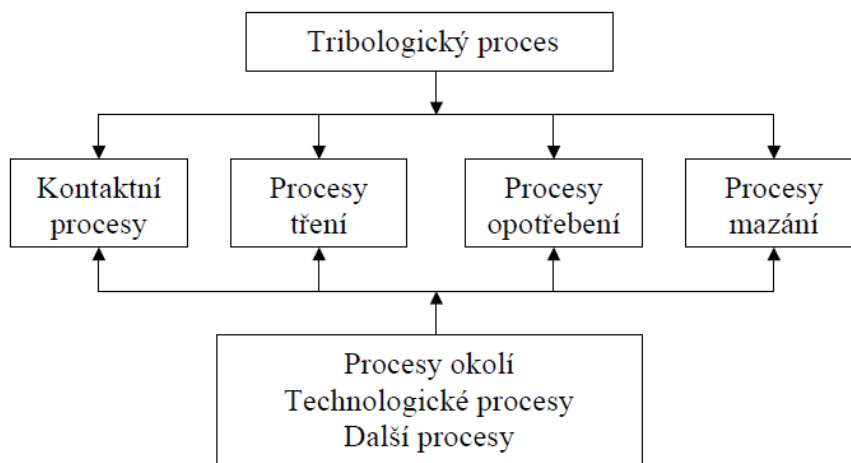 Tribologický proces
Kontaktní
procesy
Procesy
tření
Procesy
opotřebení
Procesy
mazání
Procesy okolí
Technologické procesy
Další procesy